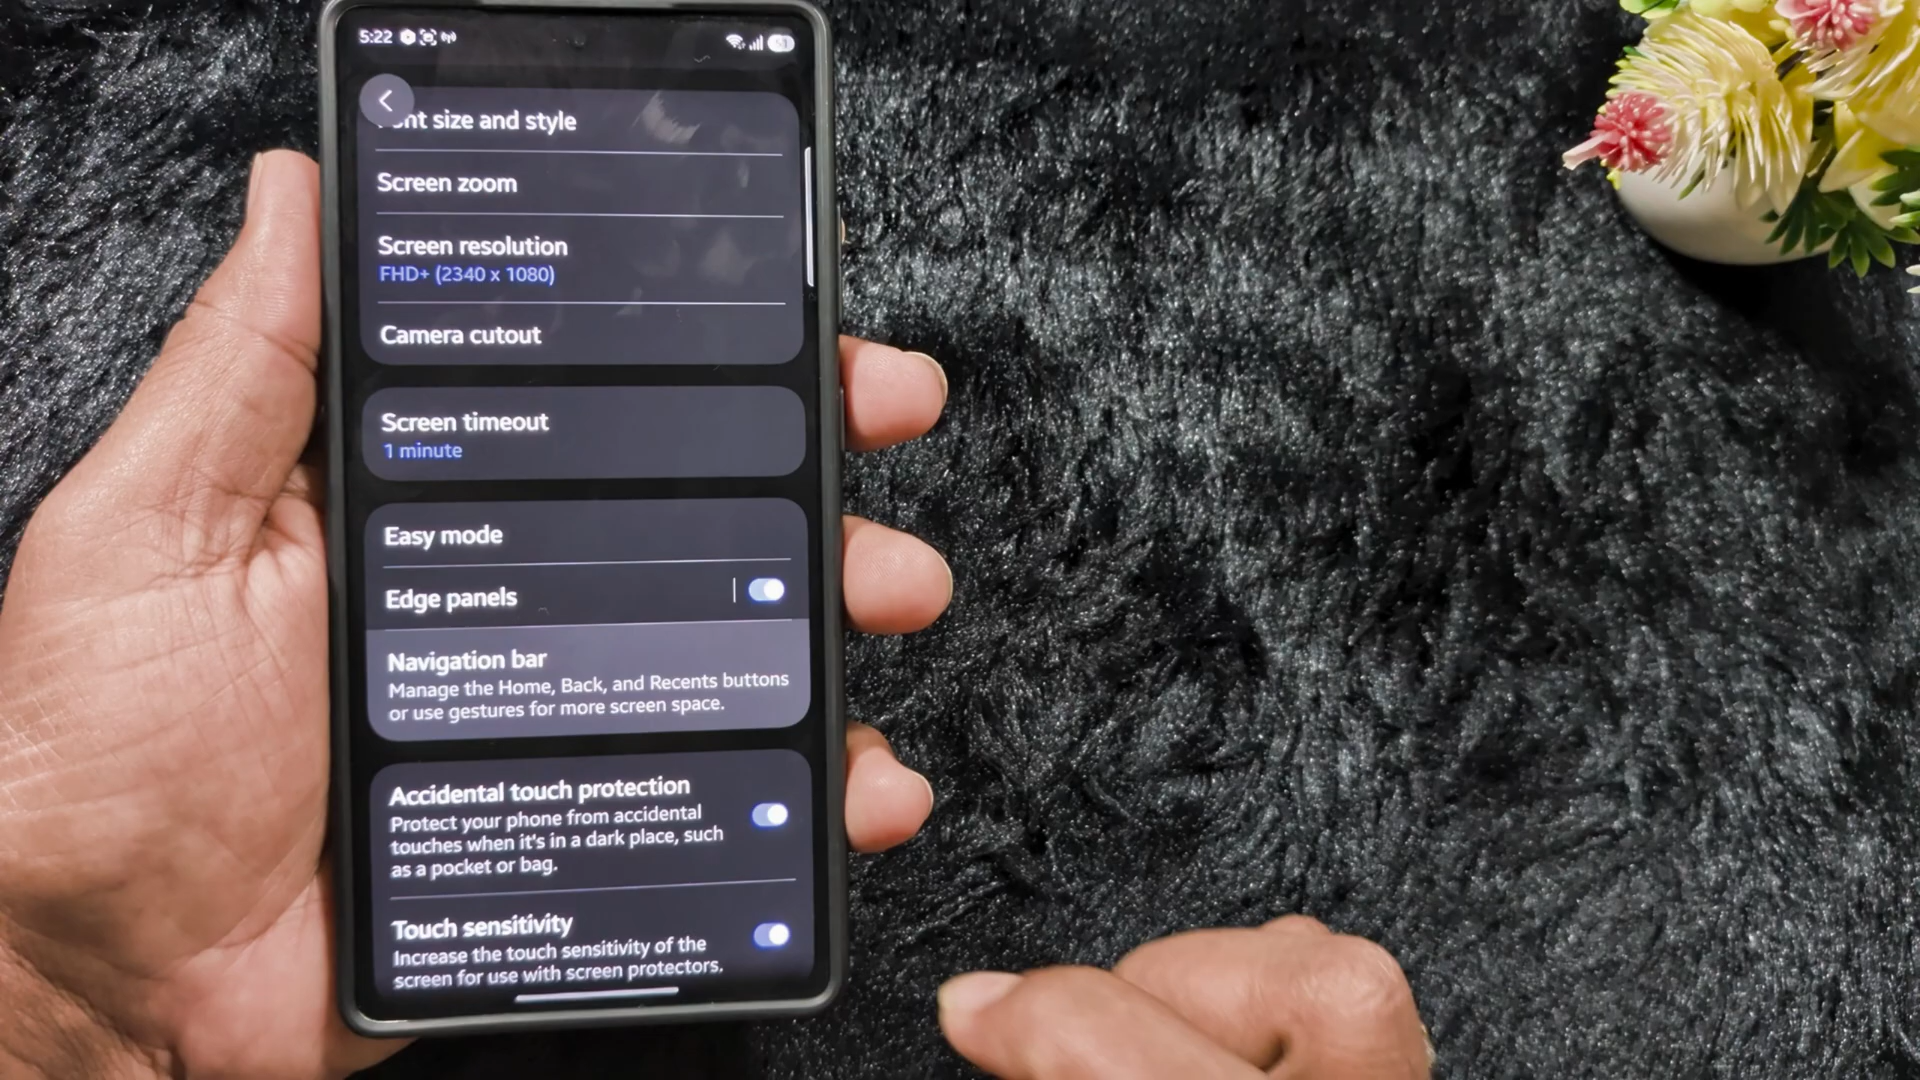 5:22
ont size and style
Screen zoom
Screen resolution
FHD+ (2340 x 1080)
Camera cutout
Screen timeout
1 minute
Easy mode
Edge panels
Navigation bar
Manage the Home, Back, and Recents buttons
or use gestures for more screen space.
Accidental touch protection
Protect your phone from accidental
touches when it's in a dark place, such
as a pocket or bag.
Touch sensitivity
Increase the touch sensitivity of the
screen for use with screen protectors.